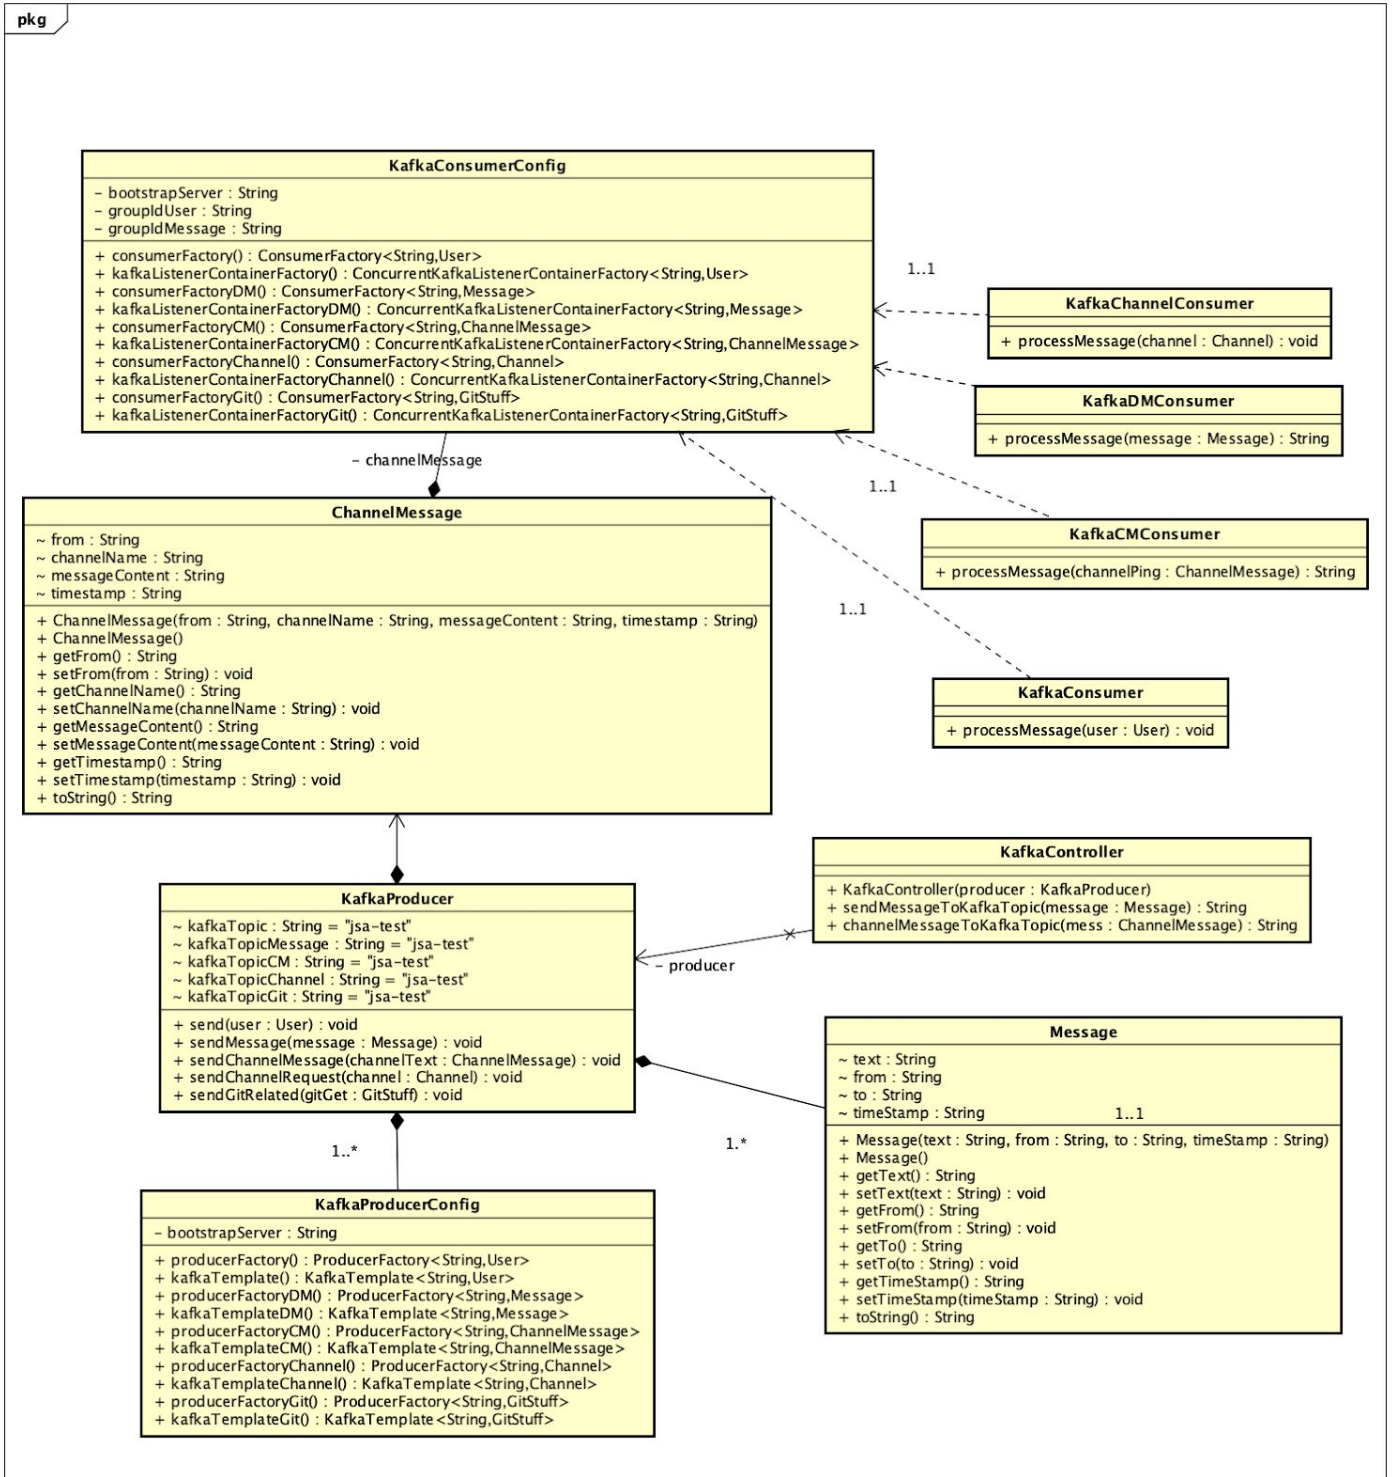 pkg
KafkaConsumerConfig
- bootstrapServer : String
- groupIdUser : String
- groupIdMessage : String
+ consumerFactory() : ConsumerFactory<String,User>
+ kafkaListenerContainerFactory() : ConcurrentKafkaListenerContainerFactory<String,User>
+ consumerFactoryDM() : ConsumerFactory<String,Message>
+ kafkaListenerContainerFactoryDM() : ConcurrentKafkaListenerContainerFactory<String,Message>
+ consumerFactoryCM() : ConsumerFactory<String,ChannelMessage>
+ kafkaListenerContainerFactoryCM() : ConcurrentKafkaListenerContainerFactory<String,ChannelMessage>
+ consumerFactoryChannel() : ConsumerFactory<String,Channel>
+ kafkaListenerContainerFactoryChannel() : ConcurrentKafkaListenerContainerFactory<String,Channel>
+ consumerFactoryGit() : ConsumerFactory<String,GitStuff>
+ kafkaListenerContainerFactoryGit() : ConcurrentKafkaListenerContainerFactory<String,GitStuff>
1..1
KafkaChannelConsumer
+ processMessage(channel : Channel) : void
KafkaDMConsumer
+ processMessage(message : Message) : String
- channelMessage
1..1
KafkaCMConsumer
+ processMessage(channelPing : ChannelMessage) : String
1..1
KafkaConsumer
+ processMessage(user : User) : void
ChannelMessage
~ from : String
~ channelName : String
~ messageContent : String
~ timestamp : String
+ ChannelMessage(from : String, channelName : String, messageContent : String, timestamp : String)
+ ChannelMessage()
+ getFrom() : String
+ setFrom(from : String) : void
+ getChannelName() : String
+ setChannelName(channelName : String) : void
+ getMessageContent() : String
+ setMessageContent(messageContent : String) : void
+ getTimestamp() : String
+ setTimestamp(timestamp : String) : void
+ toString() : String
KafkaController
+ KafkaController(producer : KafkaProducer)
+ sendMessageToKafkaTopic(message : Message) : String
+ channelMessageToKafkaTopic(mess : ChannelMessage) : String
- producer
KafkaProducer
~ kafkaTopic : String = "jsa-test"
~ kafkaTopicMessage : String = "jsa-test"
~ kafkaTopicCM : String = "jsa-test"
~ kafkaTopicChannel : String = "jsa-test"
~ kafkaTopicGit : String = "jsa-test"
+ send(user : User) : void
+ sendMessage(message : Message) : void
+ sendChannelMessage(channelText : ChannelMessage) : void
+ sendChannelRequest(channel : Channel) : void
+ sendGitRelated(gitGet : GitStuff) : void
1..*
1.*
Message
~ text : String
~ from : String
~ to : String
~ timeStamp : String
1..1
+ Message(text : String, from : String, to : String, timeStamp : String)
+ Message()
+ getText() : String
+ setText(text : String) : void
+ getFrom() : String
+ setFrom(from : String) : void
+ getTo() : String
+ setTo(to : String) : void
+ getTimeStamp() : String
+ setTimeStamp(timeStamp : String) : void
+ toString() : String
KafkaProducerConfig
- bootstrapServer : String
+ producerFactory() : ProducerFactory<String,User>
+ kafkaTemplate() : KafkaTemplate<String,User>
+ producerFactoryDM() : ProducerFactory<String,Message>
+ kafkaTemplateDM() : KafkaTemplate<String,Message>
+ producerFactoryCM() : ProducerFactory<String,ChannelMessage>
+ kafkaTemplateCM() : KafkaTemplate<String,ChannelMessage>
+ producerFactoryChannel() : ProducerFactory<String,Channel>
+ kafkaTemplateChannel() : KafkaTemplate<String,Channel>
+ producerFactoryGit() : ProducerFactory<String,GitStuff>
+ kafkaTemplateGit() : KafkaTemplate<String,GitStuff>